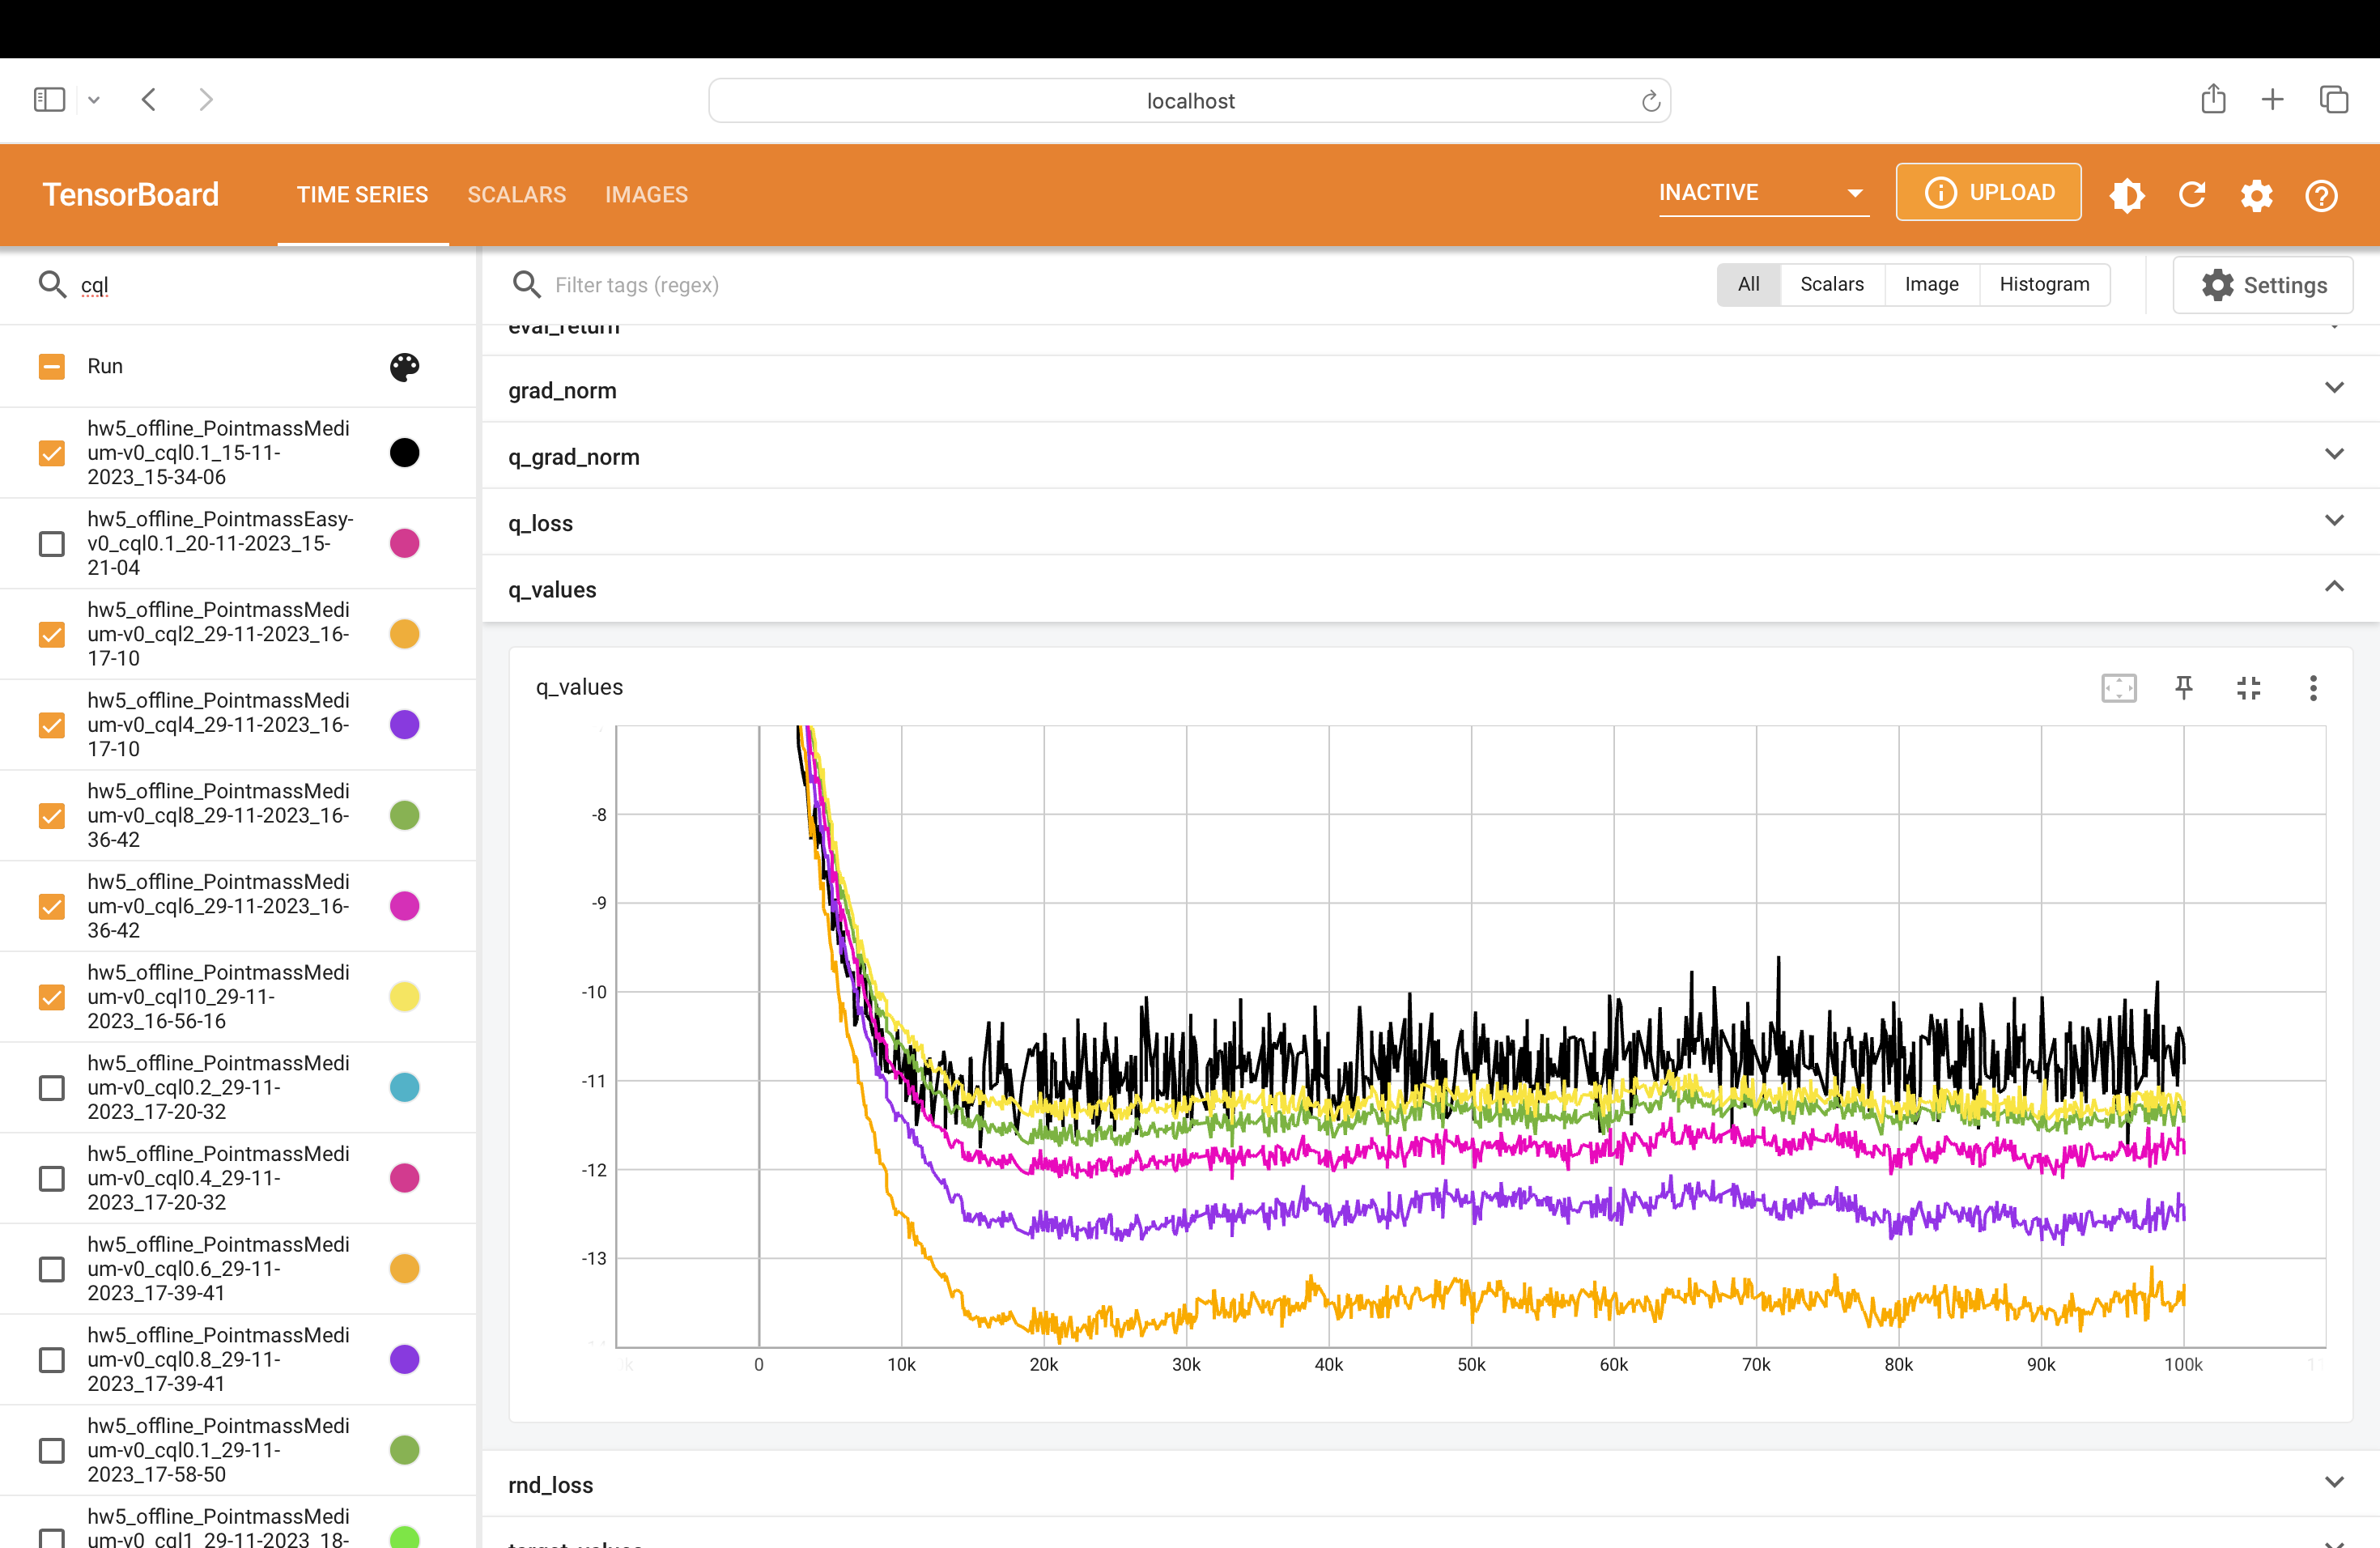 localhost
TensorBoard
TIME SERIES
SCALARS
IMAGES
INACTIVE
UPLOAD
cql
Filter tags (regex)
All
Scalars
Image
Histogram
Settings
Run
hw5_offline_PointmassMedi
um-v0_cql0.1_15-11-
2023_15-34-06
hw5_offline_PointmassEasy-
v0_cql0.1_20-11-2023_15-
21-04
hw5_offline_PointmassMedi
um-v0_cql2_29-11-2023_16-
17-10
hw5_offline_PointmassMedi
um-v0_cql4_29-11-2023_16-
17-10
hw5_offline_PointmassMedi
um-v0_cql8_29-11-2023_16-
36-42
hw5_offline_PointmassMedi
um-v0_cql6_29-11-2023_16-
36-42
hw5_offline_PointmassMedi
um-v0_cql10_29-11-
2023_16-56-16
hw5_offline_PointmassMedi
um-v0_cql0.2_29-11-
2023_17-20-32
hw5_offline_PointmassMedi
um-v0_cql0.4_29-11-
2023_17-20-32
hw5_offline_PointmassMedi
um-v0_cql0.6_29-11-
2023_17-39-41
hw5_offline_PointmassMedi
um-v0_cql0.8_29-11-
2023_17-39-41
hw5_offline_PointmassMedi
um-v0_cql0.1_29-11-
2023_17-58-50
hw5_offline_PointmassMedi
um-v0_cql1_29-11-2023_18-
eval_return
grad_norm
q_grad_norm
q_loss
q_values
q_values
-8
-9
-10
-11
-12
-13
0
10k
20k
30k
40k
50k
60k
70k
80k
90k
100k
rnd_loss
target_values